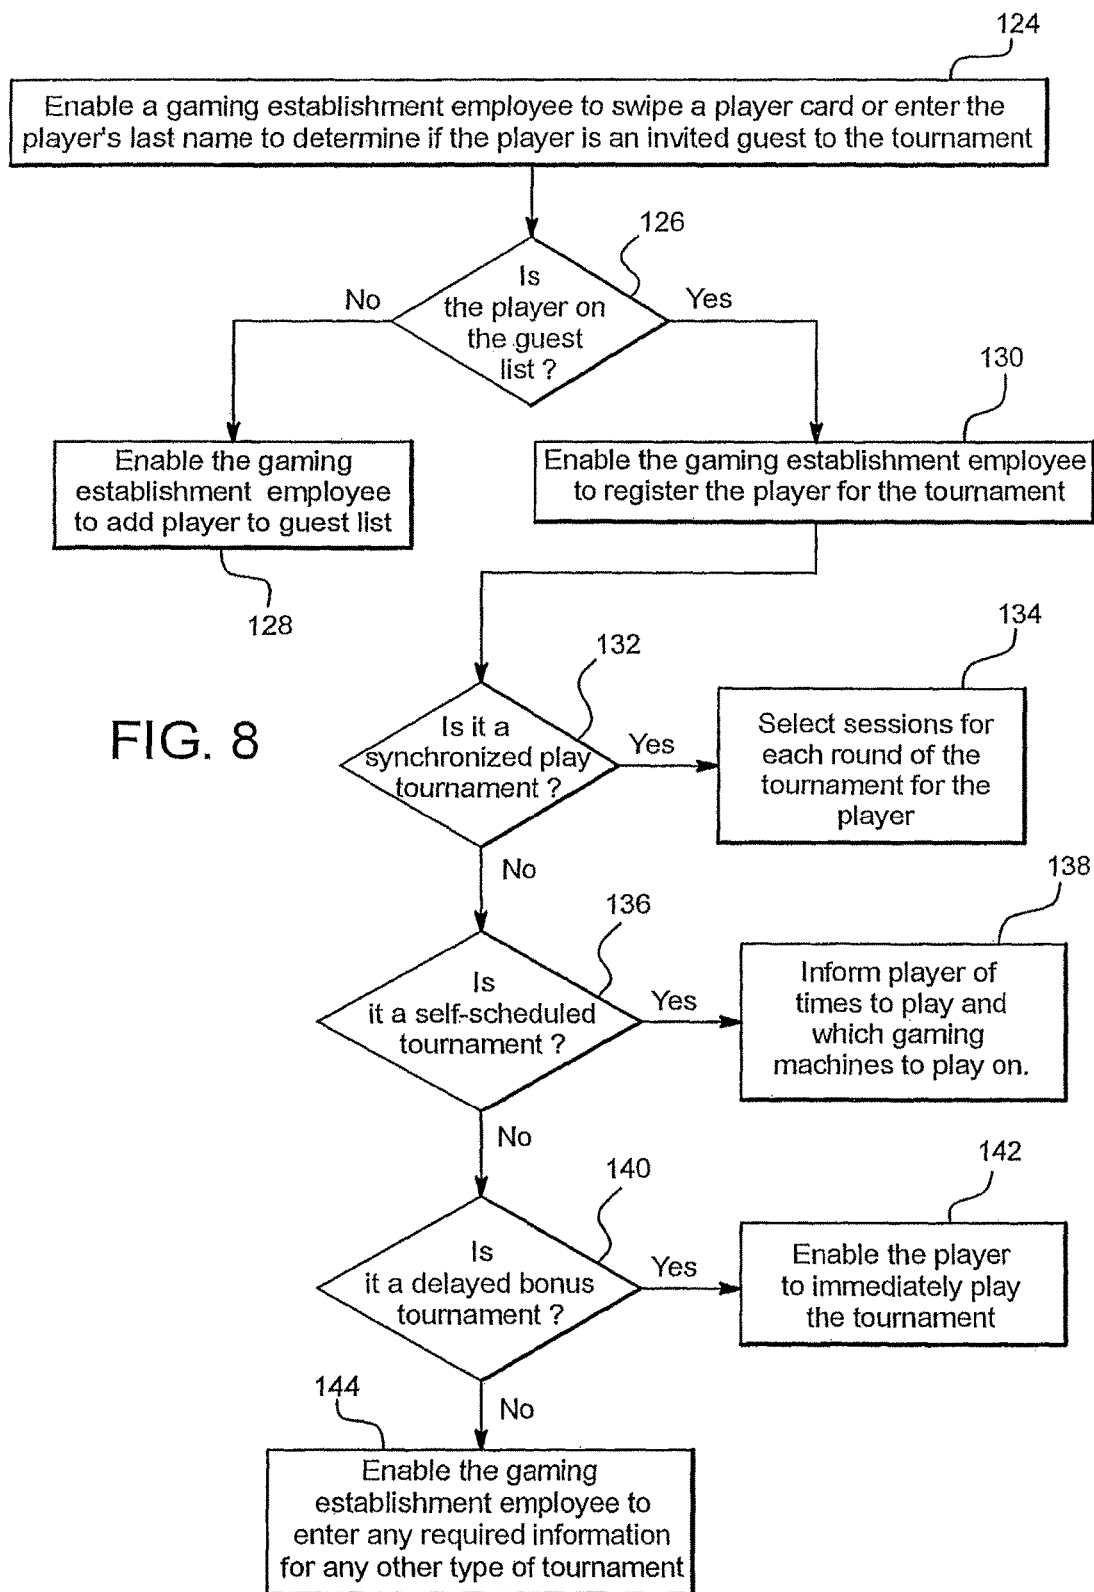 124
Enable a gaming establishment employee to swipe a player card or enter the
player's last name to determine if the player is an invited guest to the tournament
126
Is
the player on
the guest
list ?
No
Yes
130
Enable the gaming
establishment employee
to add player to guest list
Enable the gaming establishment employee
to register the player for the tournament
128
132
134
FIG. 8
Is it a
synchronized play
tournament ?
Yes
Select sessions for
each round of the
tournament for the
player
No
136
138
Is
it a self-scheduled
tournament ?
Yes
Inform player of
times to play and
which gaming
machines to play on.
No
140
142
Is
it a delayed bonus
tournament ?
Yes
Enable the player
to immediately play
the tournament
144
No
Enable the gaming
establishment employee to
enter any required information
for any other type of tournament